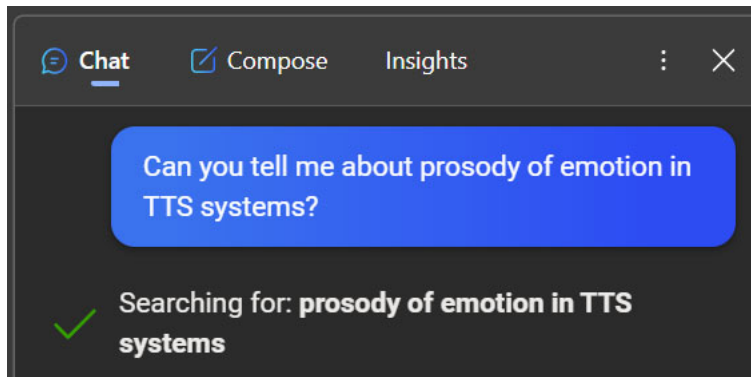 Chat Compose Insights
Can you tell me about prosody of emotion in
TTS systems?
Searching for: prosody of emotion in TTS
systems